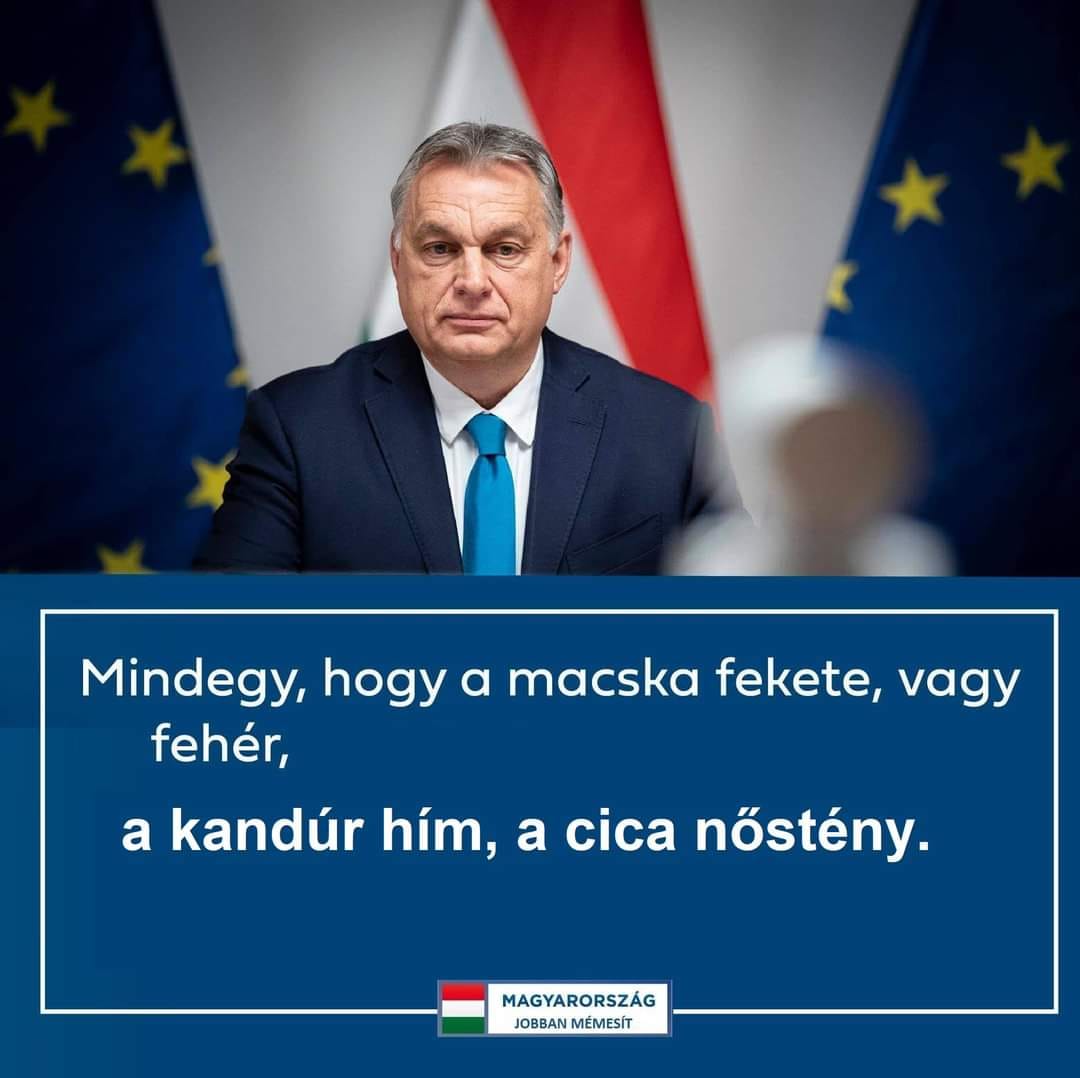 Mindegy, hogy a macska fekete, vagy
fehér,
a kandúr hím, a cica nőstény.
MAGYARORSZÁG
JOBBAN MÉMESÍT